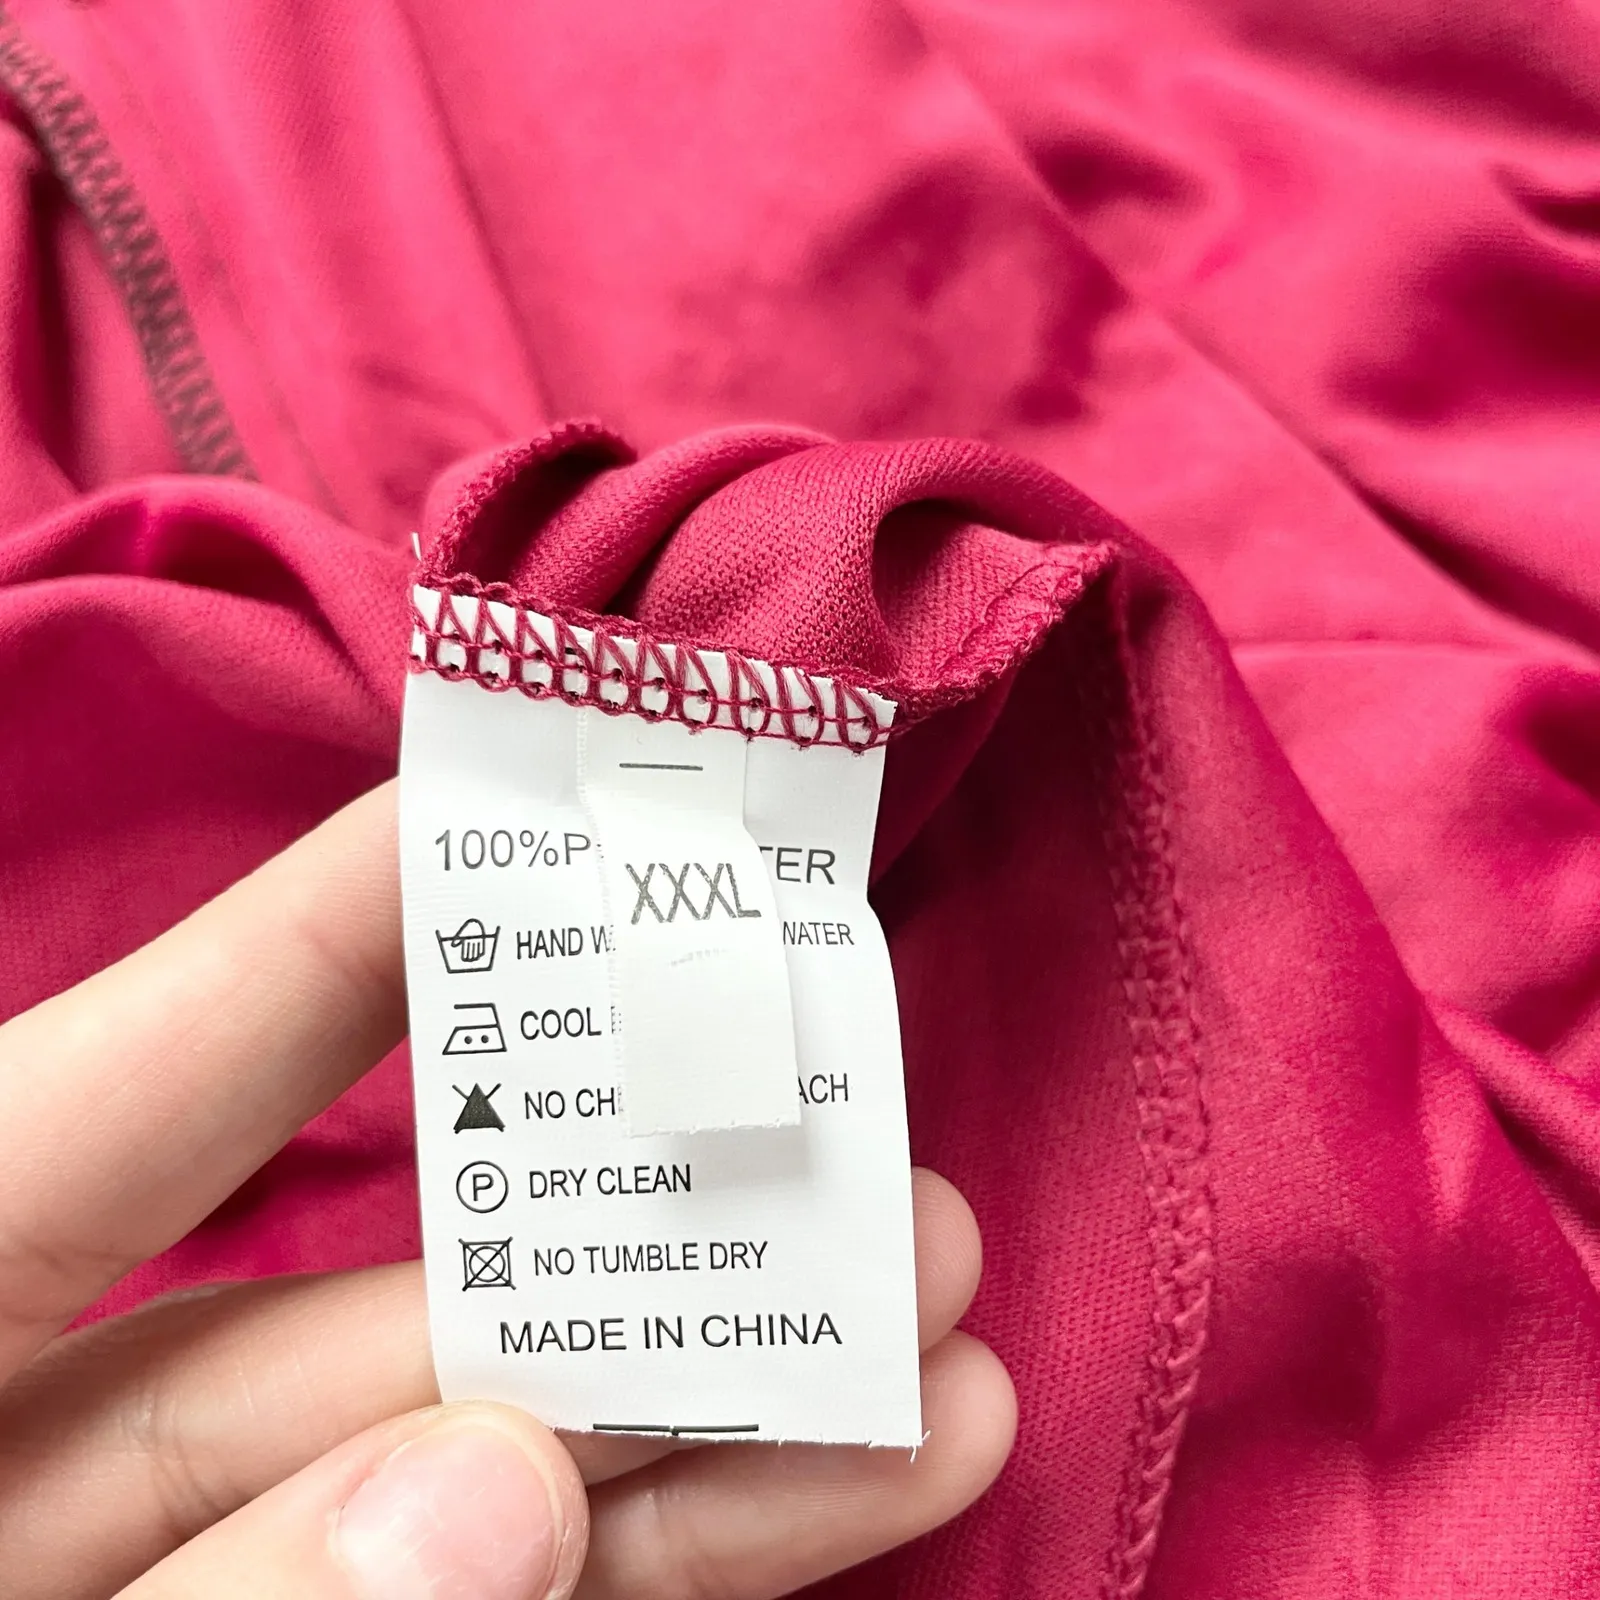 100%P TER
XXXL
HAND W WATER
COOL
NO CH ACH
P DRY CLEAN
NO TUMBLE DRY
MADE IN CHINA